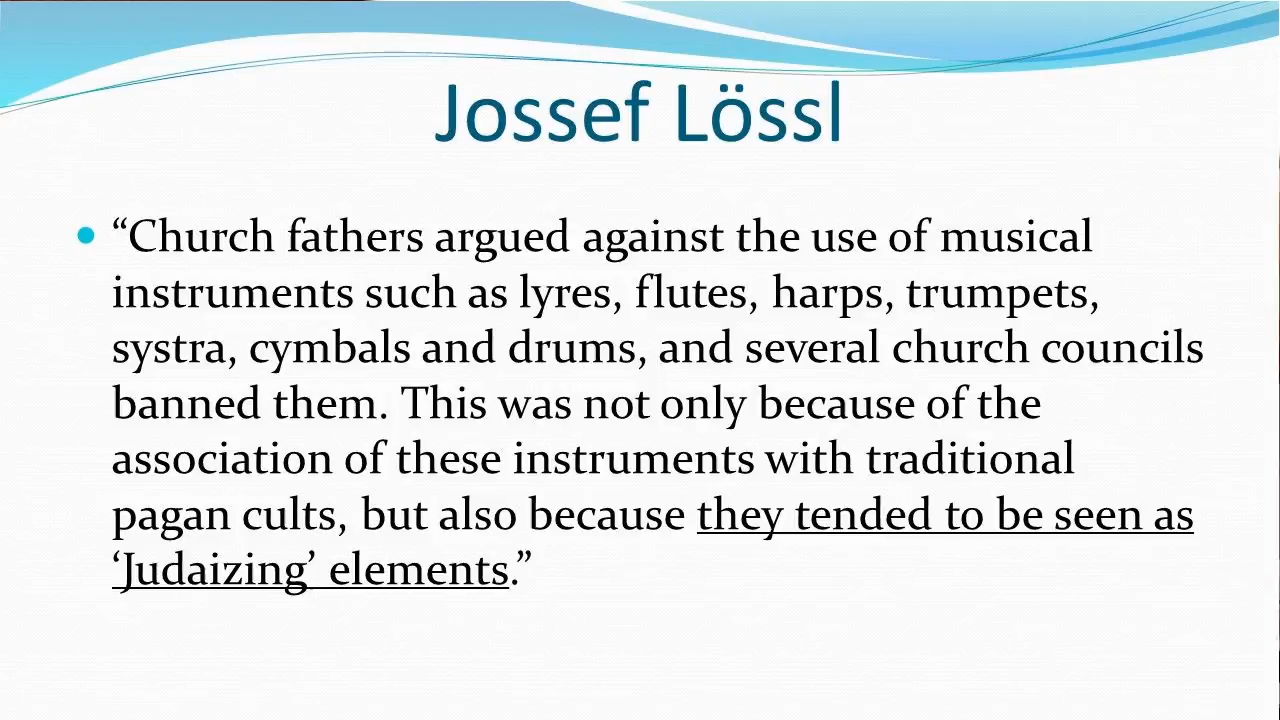 Jossef Lössl
• “Church fathers argued against the use of musical
instruments such as lyres, flutes, harps, trumpets,
systra, cymbals and drums, and several church councils
banned them. This was not only because of the
association of these instruments with traditional
pagan cults, but also because they tended to be seen as
‘Judaizing’ elements.”